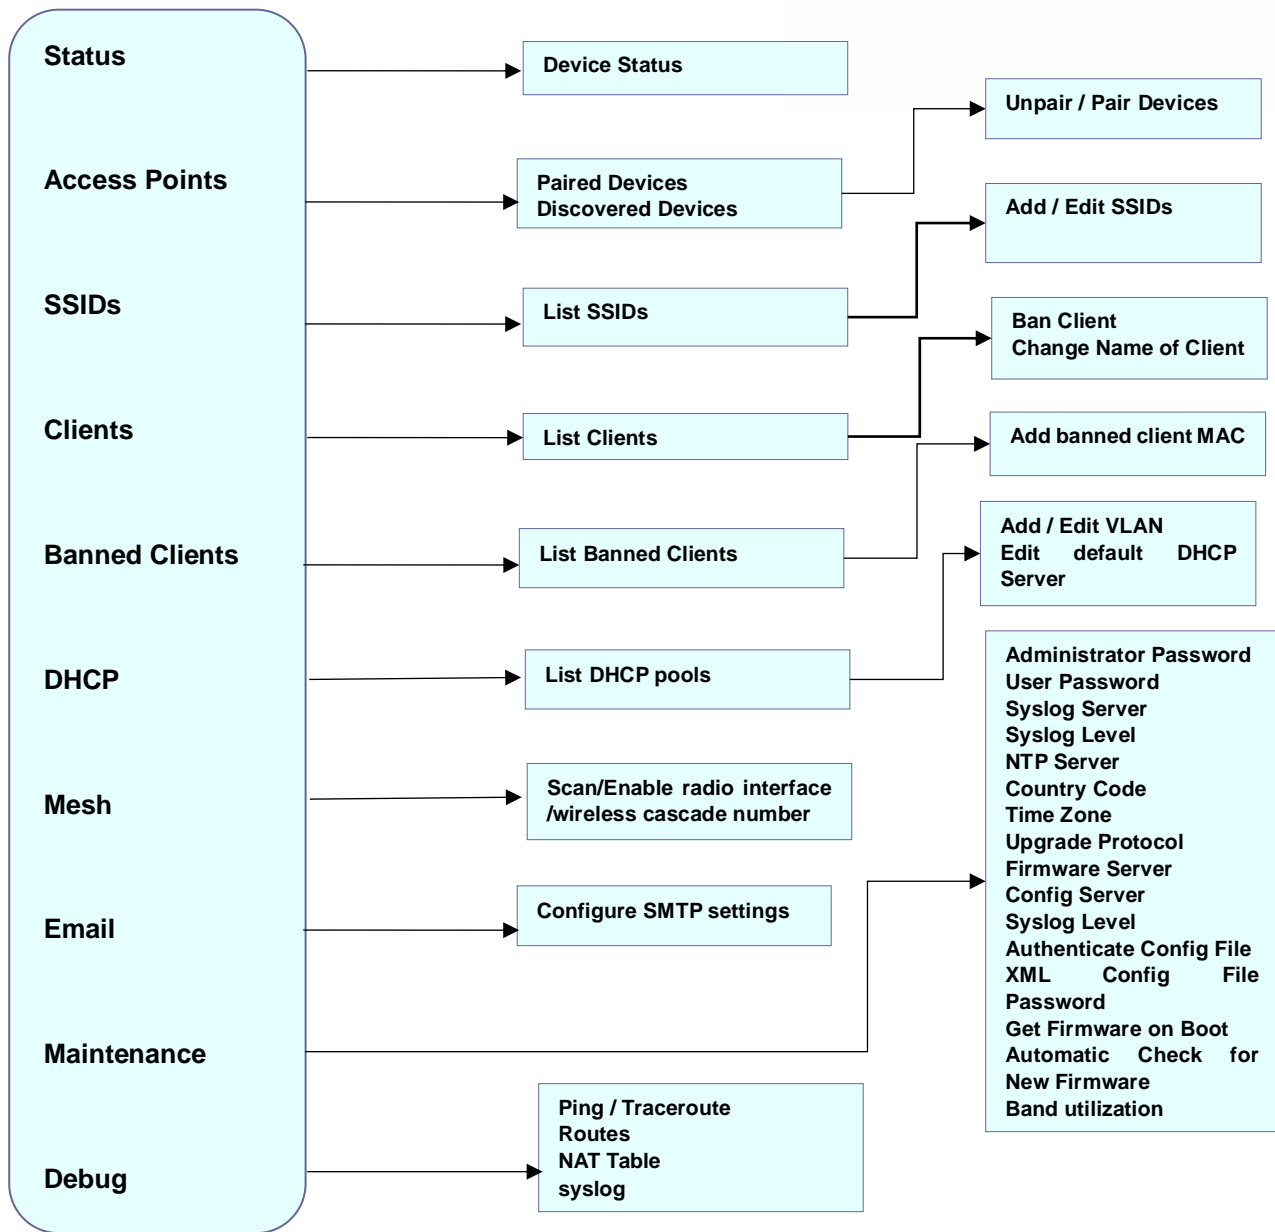 Status
Access Points
SSIDs
Clients
Banned Clients
DHCP
Mesh
Email
Maintenance
Debug
Device Status
Paired Devices
Discovered Devices
List SSIDs
List Clients
List Banned Clients
List DHCP pools
Scan/Enable radio interface
/wireless cascade number
Configure SMTP settings
Ping / Traceroute
Routes
NAT Table
syslog
Unpair / Pair Devices
Add / Edit SSIDs
Ban Client
Change Name of Client
Add banned client MAC
Add / Edit VLAN
Edit default DHCP
Server
Administrator Password
User Password
Syslog Server
Syslog Level
NTP Server
Country Code
Time Zone
Upgrade Protocol
Firmware Server
Config Server
Syslog Level
Authenticate Config File
XML Config File
Password
Get Firmware on Boot
Automatic Check for
New Firmware
Band utilization